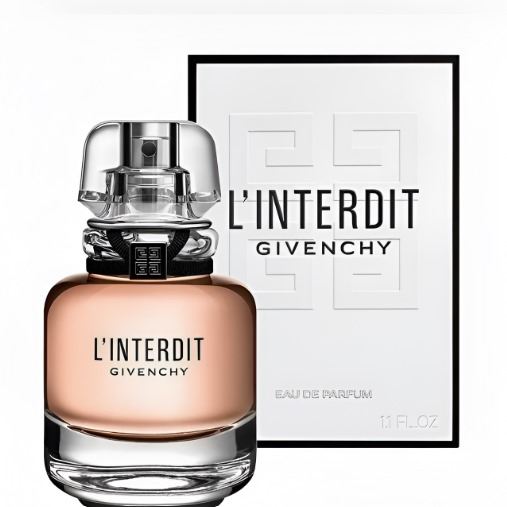 L'INTERDIT
GIVENCHY
EAU DE PARFUM
1.1 FL.OZ
L'INTERDIT
GIVENCHY